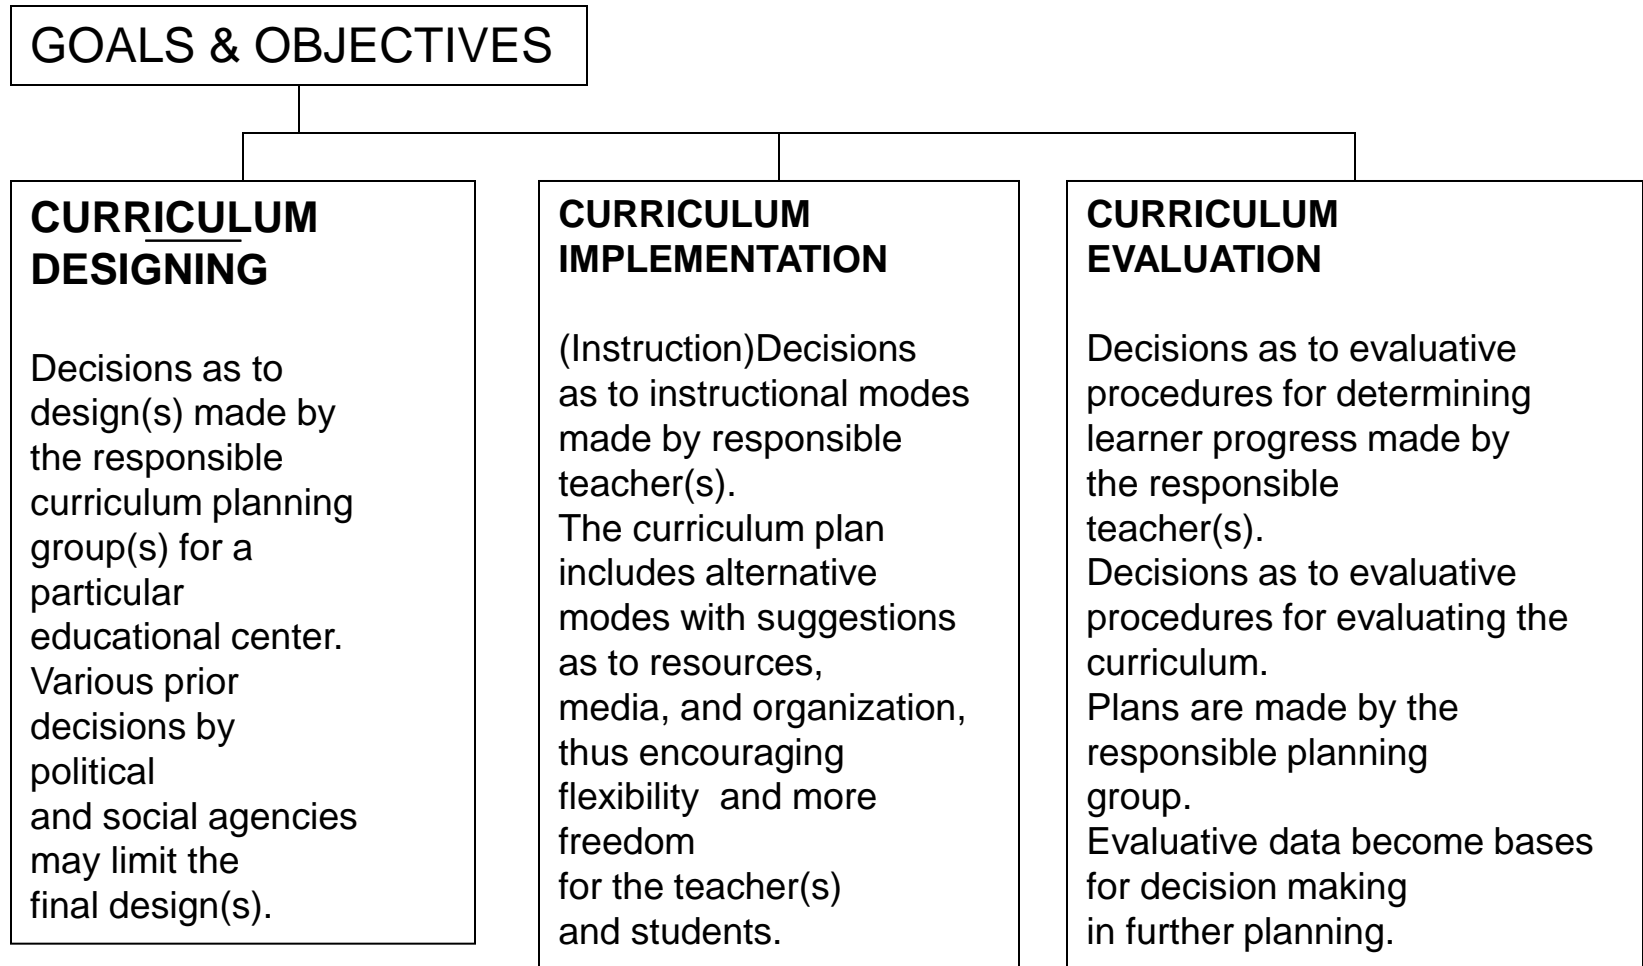 GOALS & OBJECTIVES
CURRICULUM
DESIGNING
Decisions as to
design(s) made by
the responsible
curriculum planning
group(s) for a
particular
educational center.
Various prior
decisions by
political
and social agencies
may limit the
final design(s).
CURRICULUM
IMPLEMENTATION
(Instruction)Decisions
as to instructional modes
made by responsible
teacher(s).
The curriculum plan
includes alternative
modes with suggestions
as to resources,
media, and organization,
thus encouraging
flexibility  and more
freedom
for the teacher(s)
and students.
CURRICULUM
EVALUATION
Decisions as to evaluative
procedures for determining
learner progress made by
the responsible
teacher(s).
Decisions as to evaluative
procedures for evaluating the
curriculum.
Plans are made by the
responsible planning
group.
Evaluative data become bases
for decision making
in further planning.